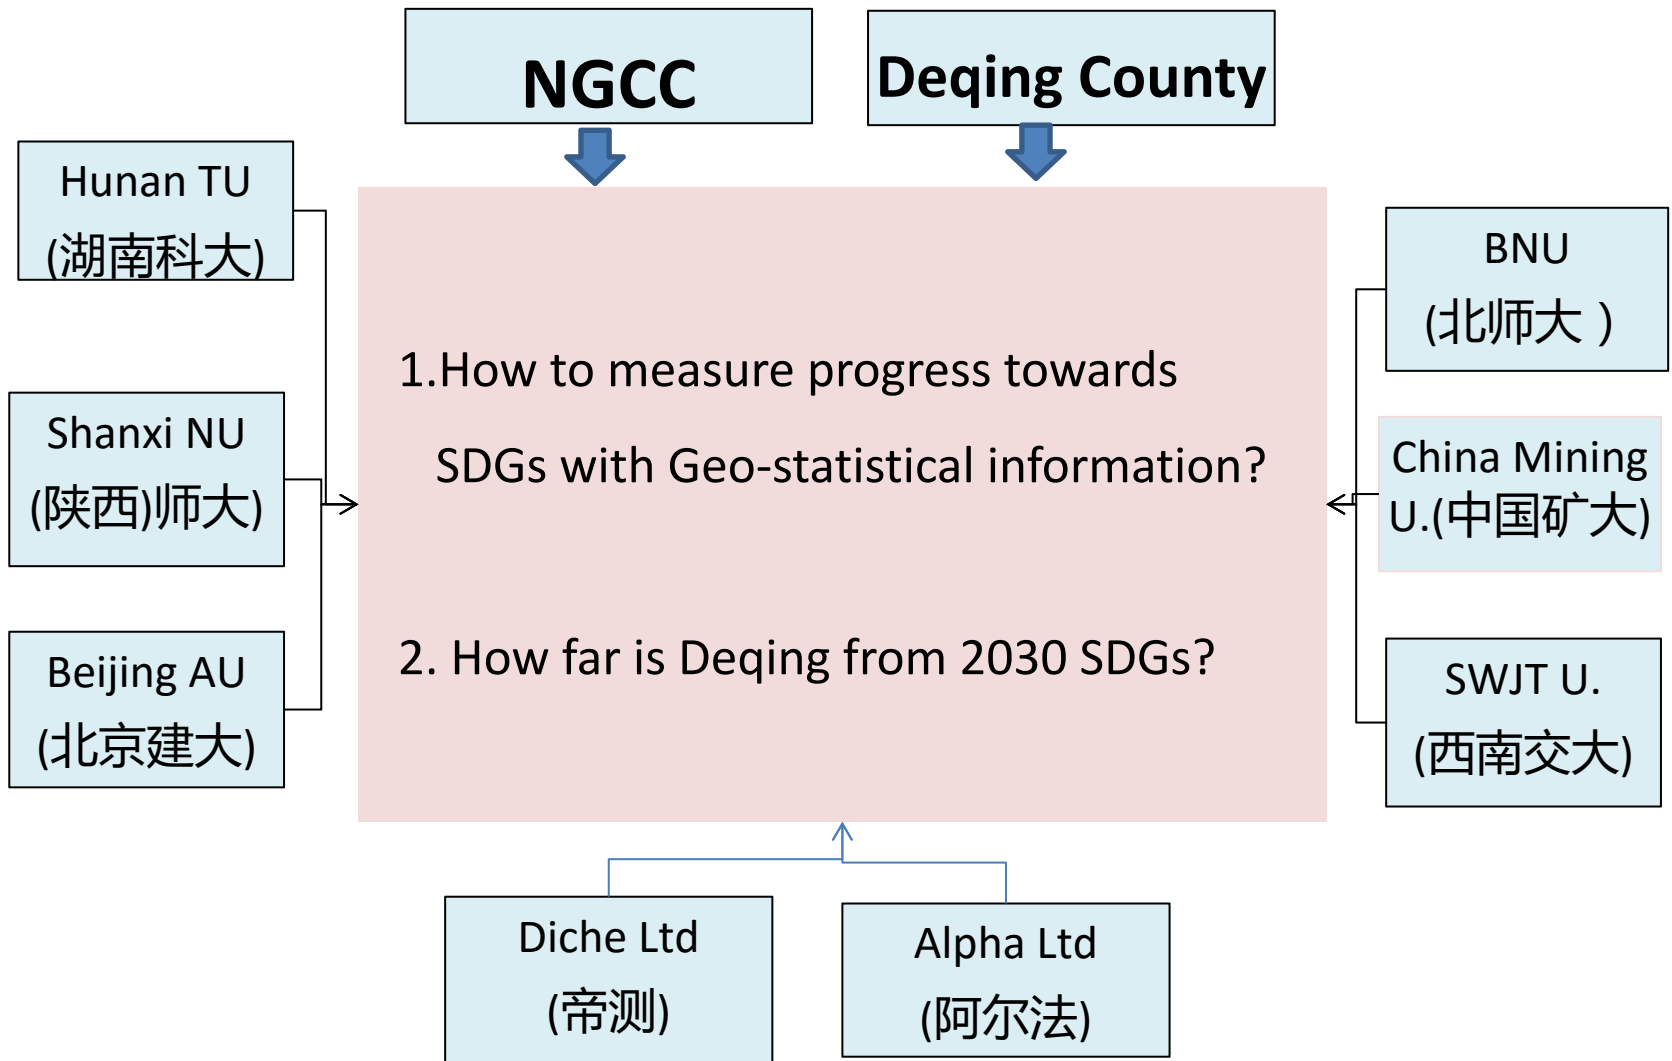 NGCC
Deqing County
Hunan TU
(湖南科大)
Shanxi NU
(陕西)师大)
Beijing AU
(北京建大)
1.How to measure progress towards
SDGs with Geo-statistical information?
2. How far is Deqing from 2030 SDGs?
BNU
(北师大）
China Mining
U.(中国矿大)
SWJT U.
(西南交大)
Diche Ltd
(帝测)
Alpha Ltd
(阿尔法)